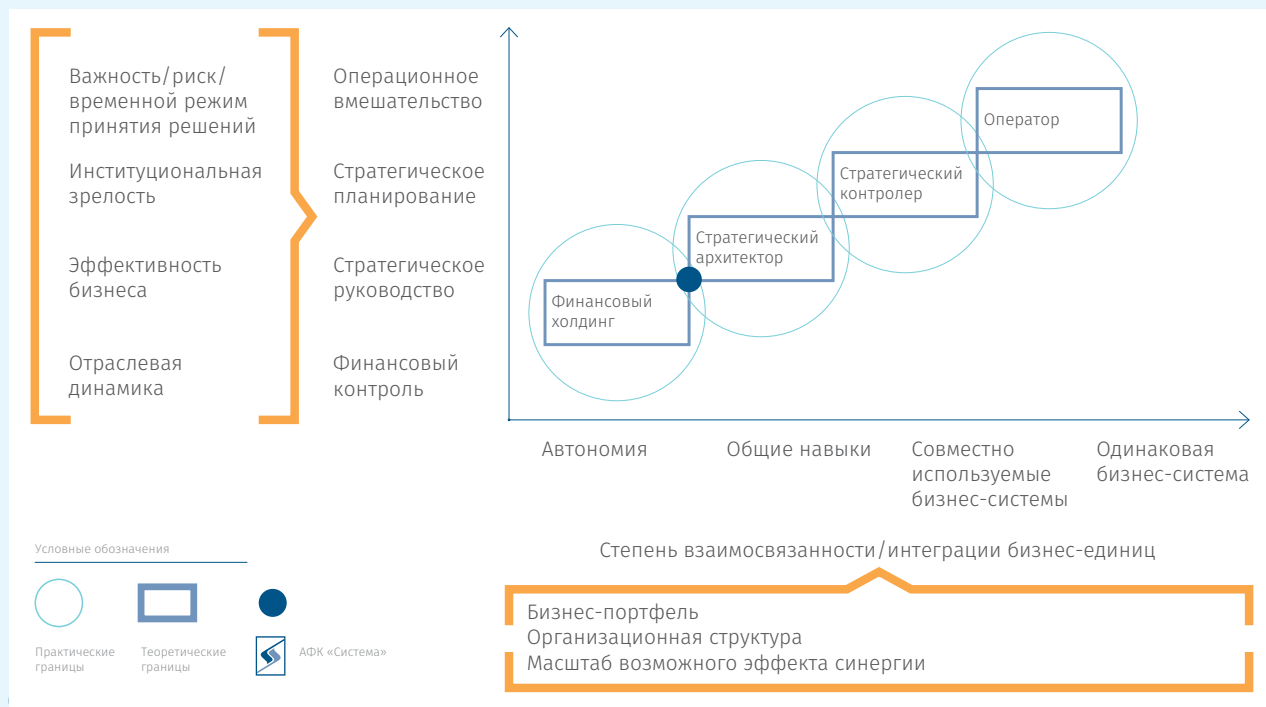 Важность/риск/
временной режим
принятия решений
Институциональная
зрелость
Эффективность
бизнеса
Отраслевая
динамика
Операционное
вмешательство
Стратегическое
планирование
Стратегическое
руководство
Финансовый
контроль
Оператор
Стратегический
контролер
Стратегический
архитектор
Финансовый
холдинг
Автономия
Общие навыки
Совместно
используемые
бизнес-системы
Одинаковая
бизнес-система
Степень взаимосвязанности/интеграции бизнес-единиц
Бизнес-портфель
Организационная структура
Масштаб возможного эффекта синергии
Условные обозначения
Практические
границы
Теоретические
границы
АФК «Система»